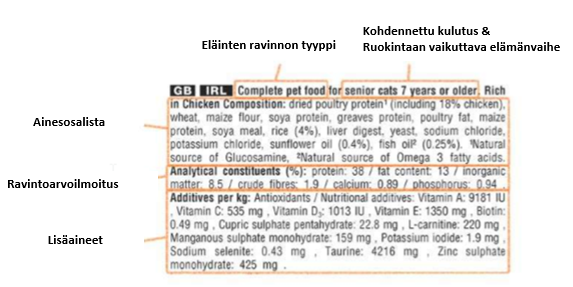 Eläinten ravinnon tyyppi
Kohdennettu kulutus &
Ruokintaan vaikuttava elämänvaihe
GB IRL Complete pet food for senior cats 7 years or older. Rich
in Chicken Composition: dried poultry protein¹ (including 18% chicken),
wheat, maize flour, soya protein, greaves protein, poultry fat, maize
protein, soya meal, rice (4%), liver digest, yeast, sodium chloride,
potassium chloride, sunflower oil (0.4%), fish oil² (0.25%). ¹Natural
source of Glucosamine, ²Natural source of Omega 3 fatty acids.
Analytical constituents (%): protein: 38 / fat content: 13 / inorganic
matter: 8.5 / crude fibres: 1.9 / calcium: 0.89 / phosphorus: 0.94 .
Additives per kg: Antioxidants / Nutritional additives: Vitamin A: 9181 IU
, Vitamin C: 535 mg , Vitamin D₃: 1013 IU , Vitamin E: 1350 mg , Biotin:
0.49 mg , Cupric sulphate pentahydrate: 22.8 mg , L-carnitine: 220 mg ,
Manganous sulphate monohydrate: 159 mg , Potassium iodide: 1.9 mg ,
Sodium selenite: 0.43 mg , Taurine: 4216 mg , Zinc sulphate
monohydrate: 425 mg .
Ainesosalista
Ravintoarvoilmoitus
Lisäaineet